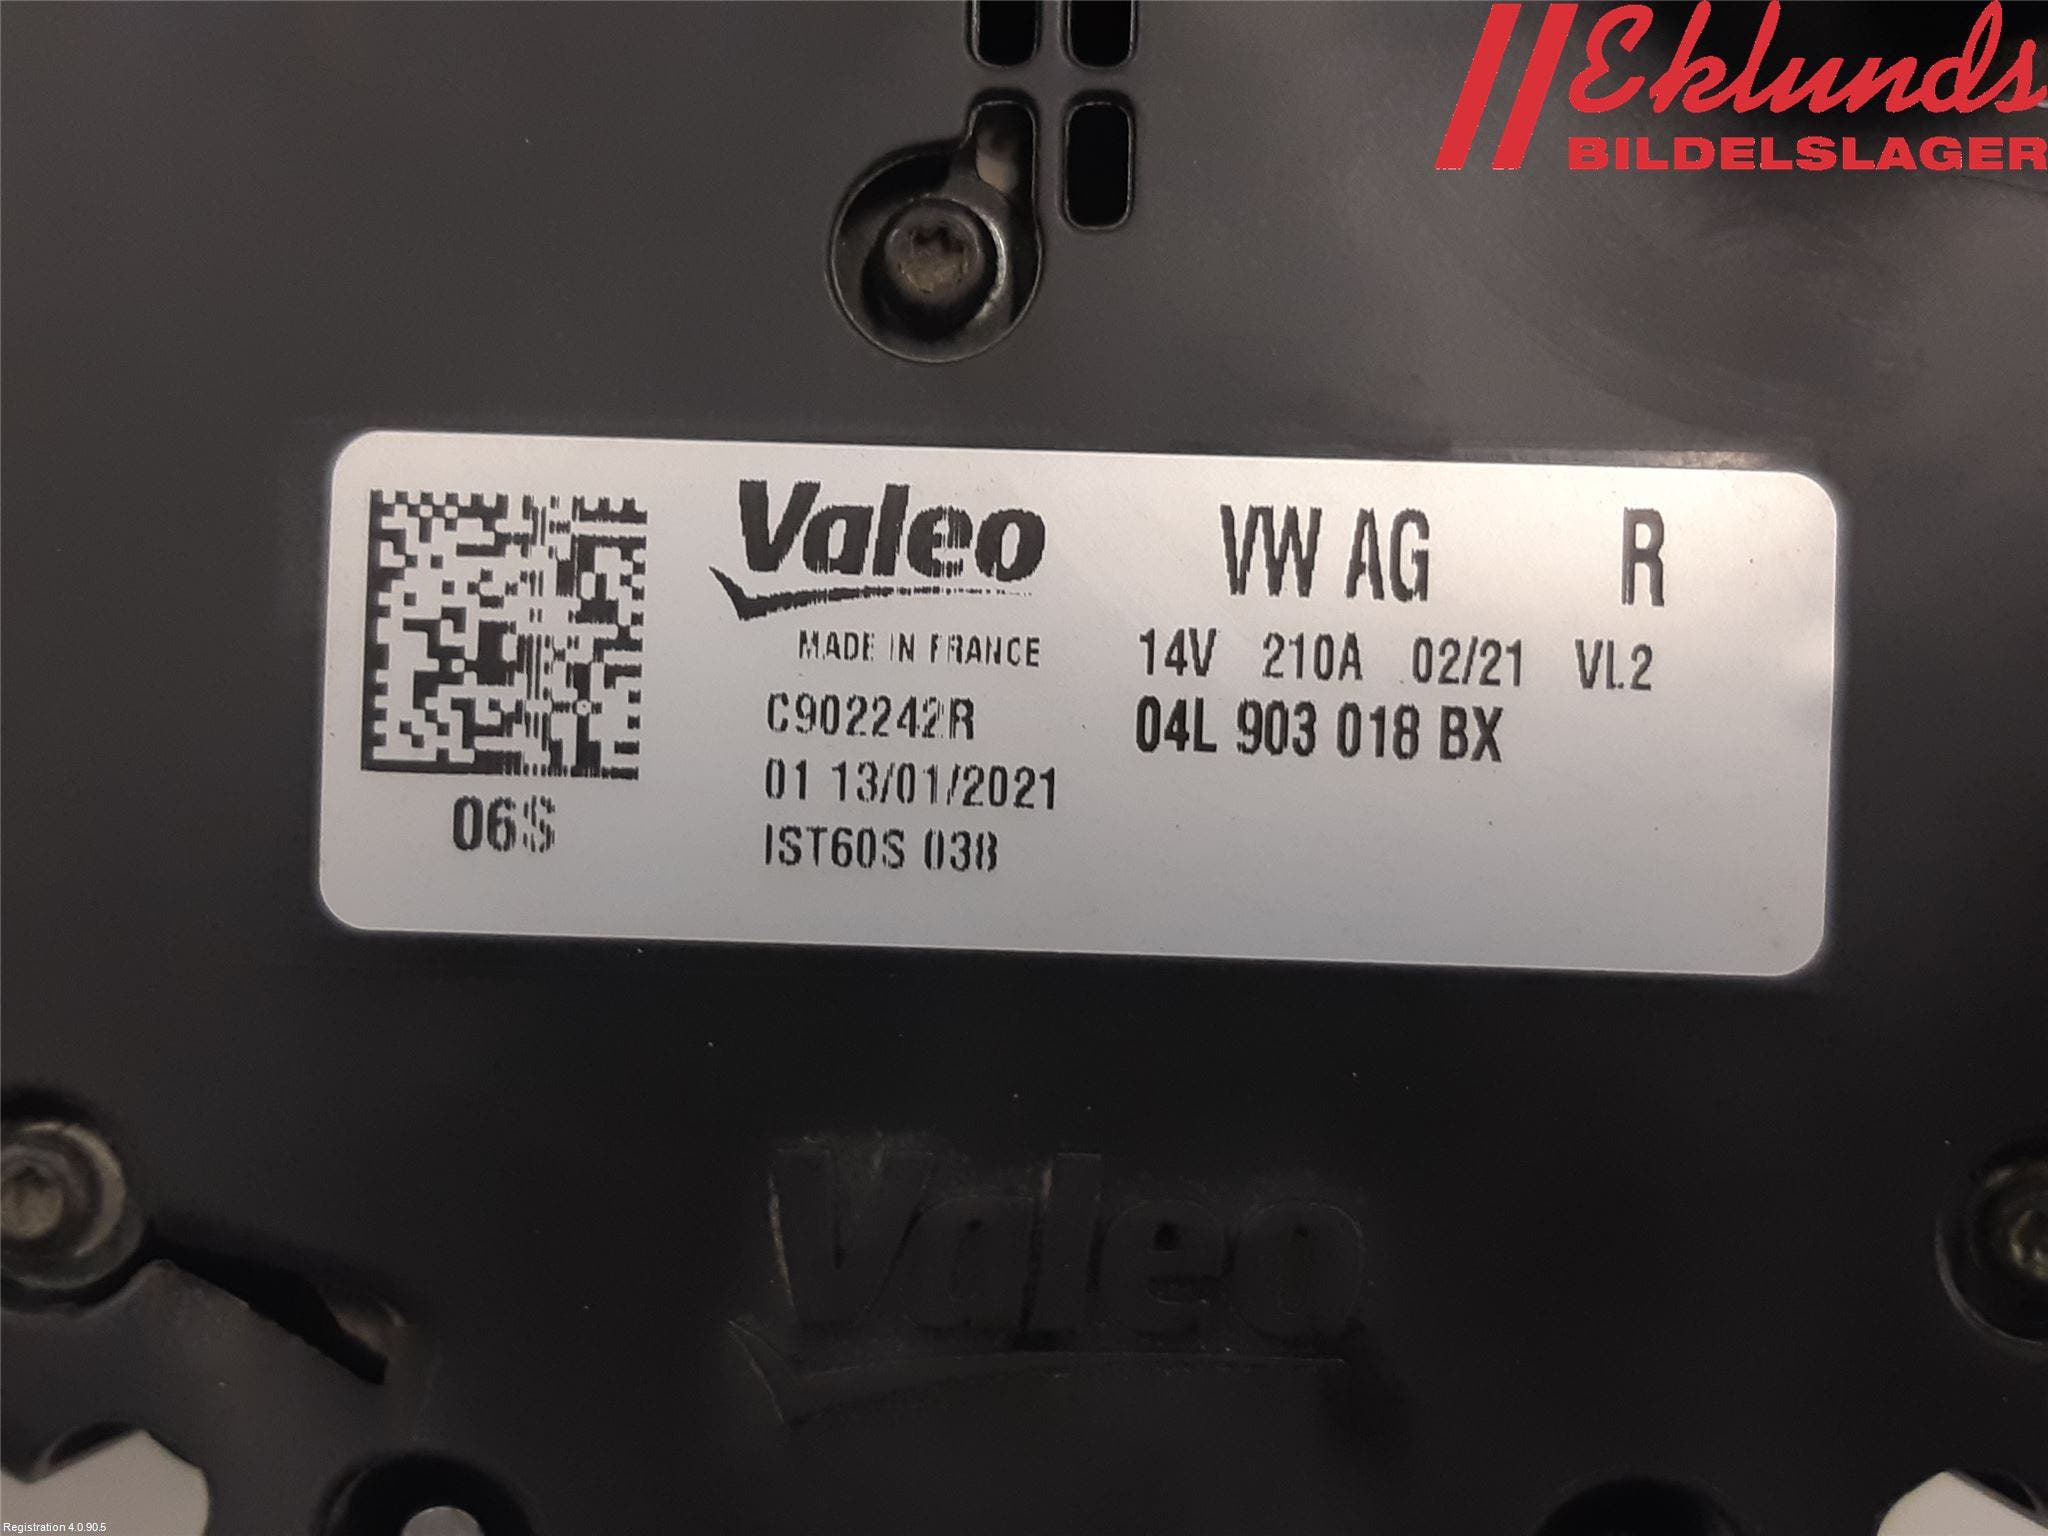 Eklunds
BILDELSLAGER
Valeo
MADE IN FRANCE
C902242R
01 13/01/2021
IST60S 038
06S
VW AG R
14V 210A 02/21 VL2
04L 903 018 BX
Valeo
Registration 4.0.90.5